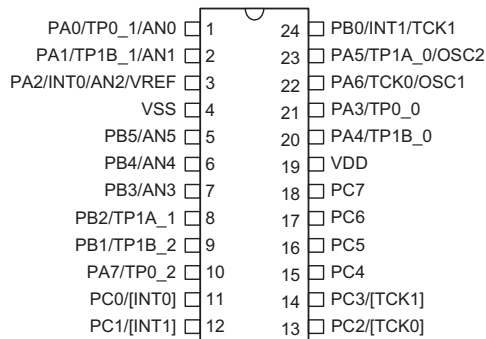 PA0/TP0_1/AN0 1 24 PB0/INT1/TCK1
PA1/TP1B_1/AN1 2 23 PA5/TP1A_0/OSC2
PA2/INT0/AN2/VREF 3 22 PA6/TCK0/OSC1
VSS 4 21 PA3/TP0_0
PB5/AN5 5 20 PA4/TP1B_0
PB4/AN4 6 19 VDD
PB3/AN3 7 18 PC7
PB2/TP1A_1 8 17 PC6
PB1/TP1B_2 9 16 PC5
PA7/TP0_2 10 15 PC4
PC0/[INT0] 11 14 PC3/[TCK1]
PC1/[INT1] 12 13 PC2/[TCK0]